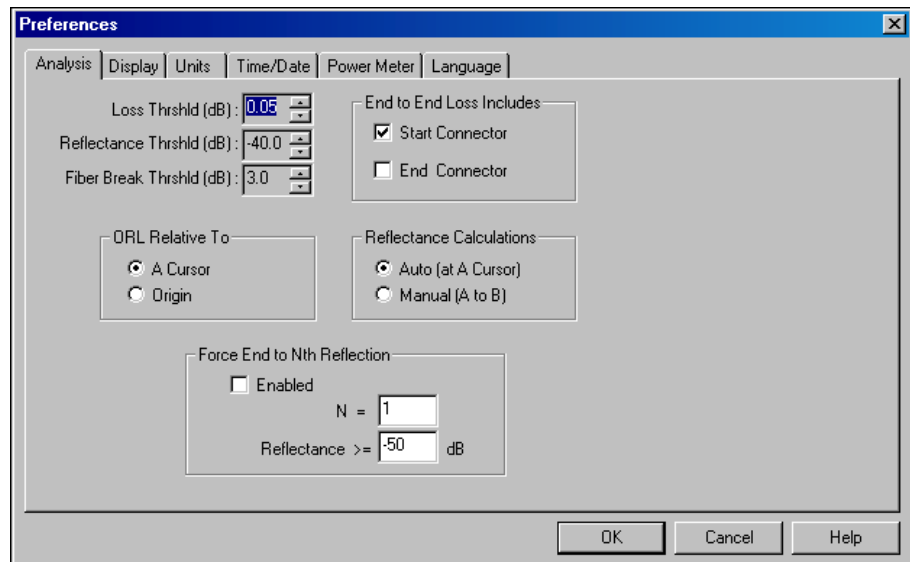 Preferences
Analysis Display Units Time/Date Power Meter Language
Loss Thrshld (dB) : 0.05
Reflectance Thrshld (dB) : -40.0
Fiber Break Thrshld (dB) : 3.0
End to End Loss Includes
Start Connector
End Connector
ORL Relative To
A Cursor
Origin
Reflectance Calculations
Auto (at A Cursor)
Manual (A to B)
Force End to Nth Reflection
Enabled
N = 1
Reflectance >= -50 dB
OK Cancel Help